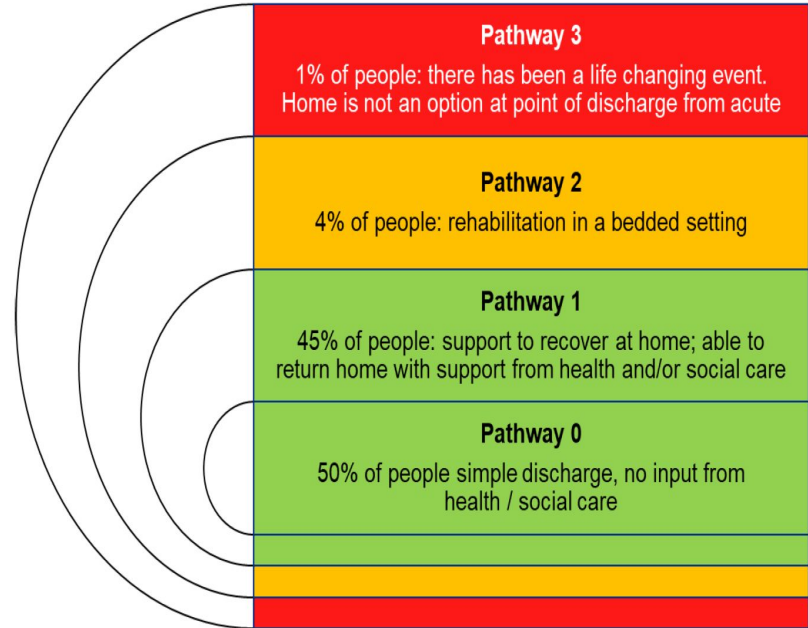 Pathway 3
1% of people: there has been a life changing event.
Home is not an option at point of discharge from acute
Pathway 2
4% of people: rehabilitation in a bedded setting
Pathway 1
45% of people: support to recover at home; able to
return home with support from health and/or social care
Pathway 0
50% of people simple discharge, no input from
health / social care